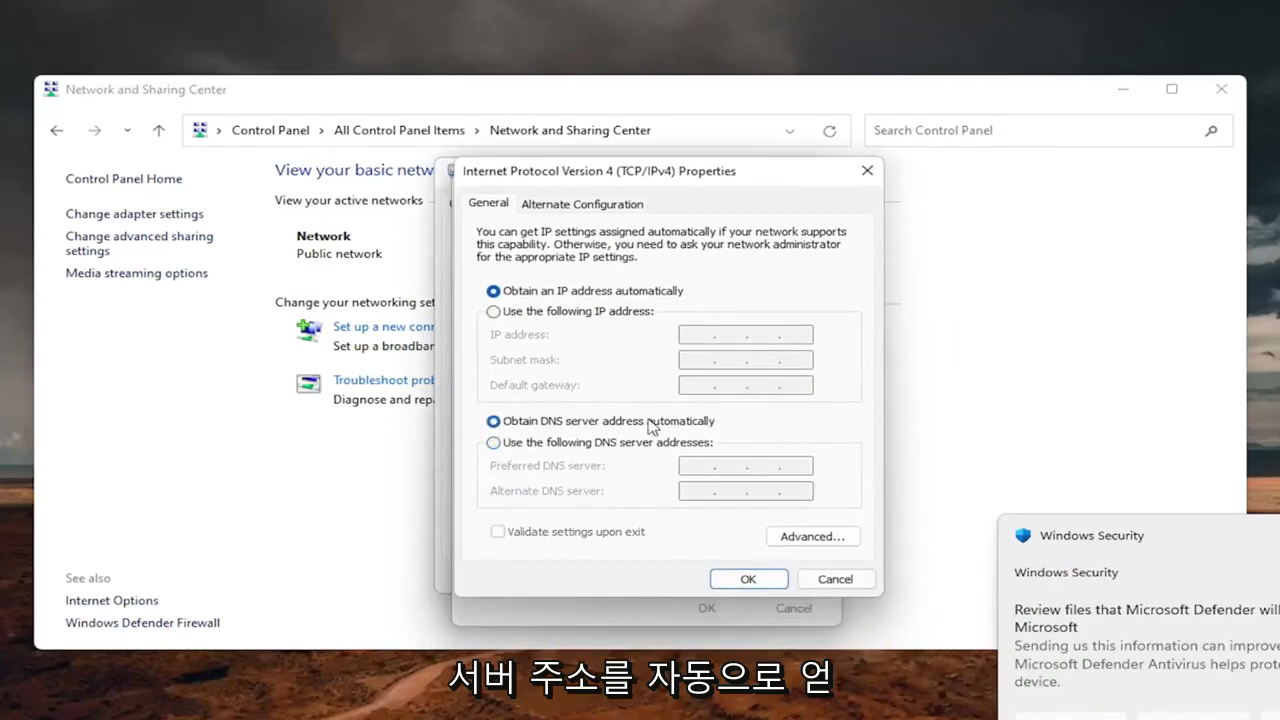 Network and Sharing Center
Control Panel > All Control Panel Items > Network and Sharing Center
Search Control Panel
Control Panel Home
Change adapter settings
Change advanced sharing
settings
Media streaming options
See also
Internet Options
Windows Defender Firewall
View your basic netw
View your active networks
Network
Public network
Change your networking set
Set up a new conn
Set up a broadban
Troubleshoot prob
Diagnose and repa
Internet Protocol Version 4 (TCP/IPv4) Properties
General
Alternate Configuration
You can get IP settings assigned automatically if your network supports
this capability. Otherwise, you need to ask your network administrator
for the appropriate IP settings.
Obtain an IP address automatically
Use the following IP address:
IP address:
Subnet mask:
Default gateway:
Obtain DNS server address automatically
Use the following DNS server addresses:
Preferred DNS server:
Alternate DNS server:
Validate settings upon exit
Advanced...
OK Cancel
OK Cancel
Windows Security
Windows Security
Review files that Microsoft Defender will
Microsoft
Sending us this information can improve
Microsoft Defender Antivirus helps prote
device.
서버 주소를 자동으로 얻